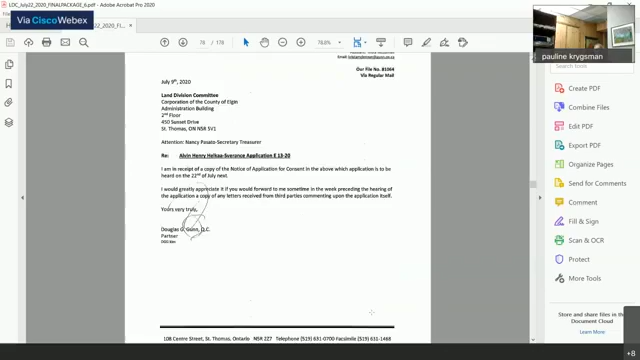 LDC_July22_2020_FINALPACKAGE_6.pdf - Adobe Acrobat Pro 2020
Via Cisco Webex
78 / 178
78.8%
pauline krygsman
Our File No. 81064
Via Regular Mail
July 9th, 2020
Land Division Committee
Corporation of the County of Elgin
Administration Building
2nd Floor
450 Sunset Drive
St. Thomas, ON N5R 5V1
Attention: Nancy Pasato-Secretary Treasurer
Re: Alvin Henry Helkaa-Sverance Application E 13-20
I am in receipt of a copy of the Notice of Application for Consent in the above which application is to be
heard on the 22nd of July next.
I would greatly appreciate it if you would forward to me sometime in the week preceding the hearing of
the application a copy of any letters received from third parties commenting upon the application itself.
Yours very truly,
Douglas G. Gunn, Q.C.
Partner
10B Centre Street, St. Thomas, Ontario N5R 2Z7 Telephone (519) 631-0700 Facsimile (519) 631-1468
Create PDF
Combine Files
Edit PDF
Export PDF
Organize Pages
Send for Comments
Comment
Fill & Sign
Scan & OCR
Protect
More Tools
Store and share files in the
Document Cloud
Learn More
+8